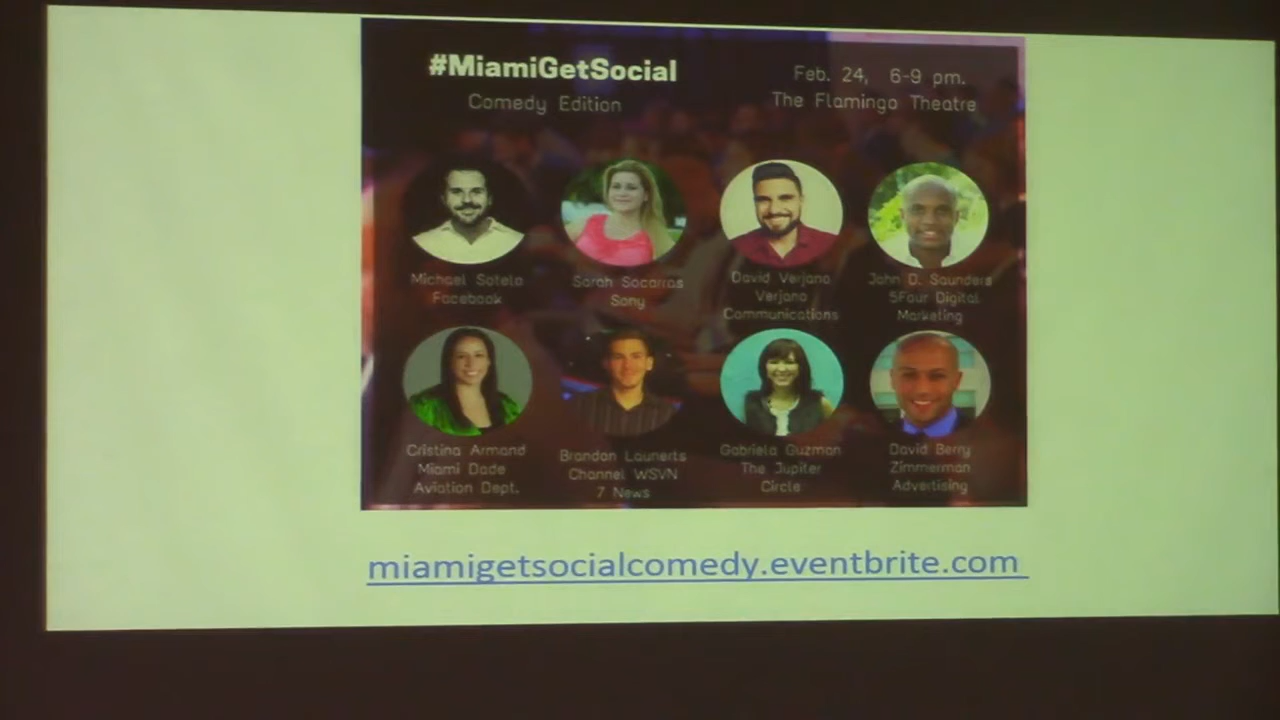 #MiamiGetSocial
Comedy Edition
Feb. 24, 6-9 pm.
The Flamingo Theatre
Michael Sotelo
Facebook
Sarah Socarras
Sony
David Verjano
Verjano
Communications
John D. Saunders
5Four Digital
Marketing
Cristina Armand
Miami Dade
Aviation Dept.
Brandon Launerts
Channel WSVN
7 News
Gabriela Guzman
The Jupiter
Circle
David Berry
Zimmerman
Advertising
miamigetsocialcomedy.eventbrite.com